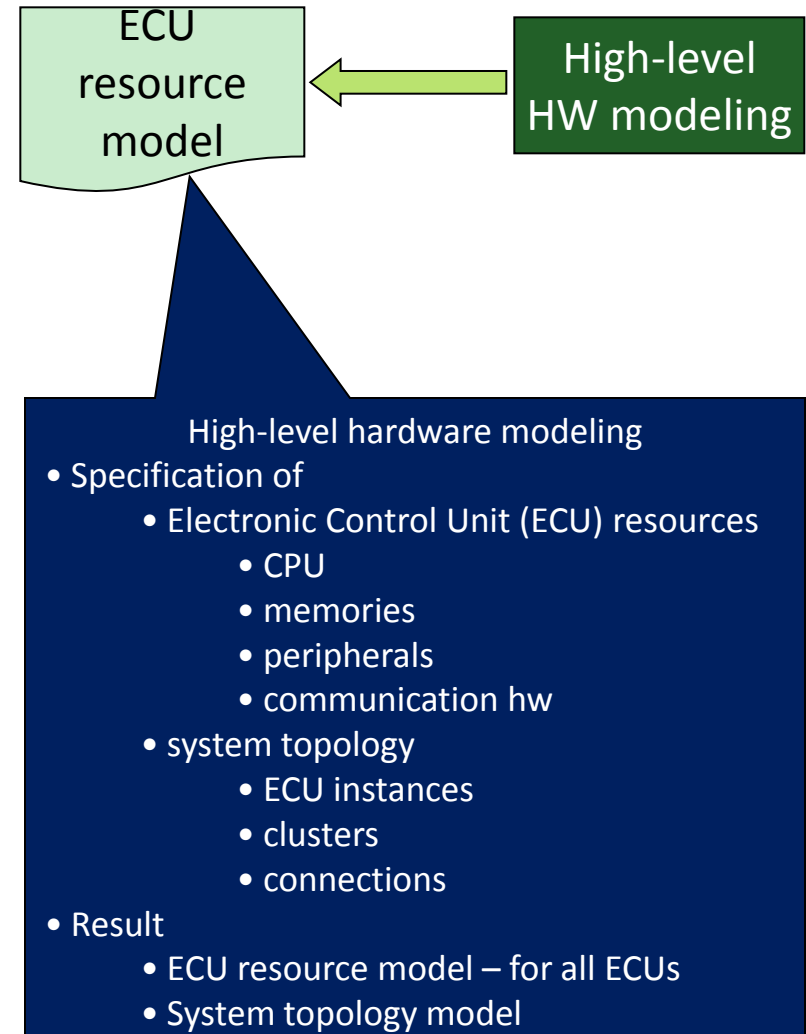 ECU
resource
model
High-level
HW modeling
High-level hardware modeling
• Specification of
• Electronic Control Unit (ECU) resources
• CPU
• memories
• peripherals
• communication hw
• system topology
• ECU instances
• clusters
• connections
• Result
• ECU resource model – for all ECUs
• System topology model